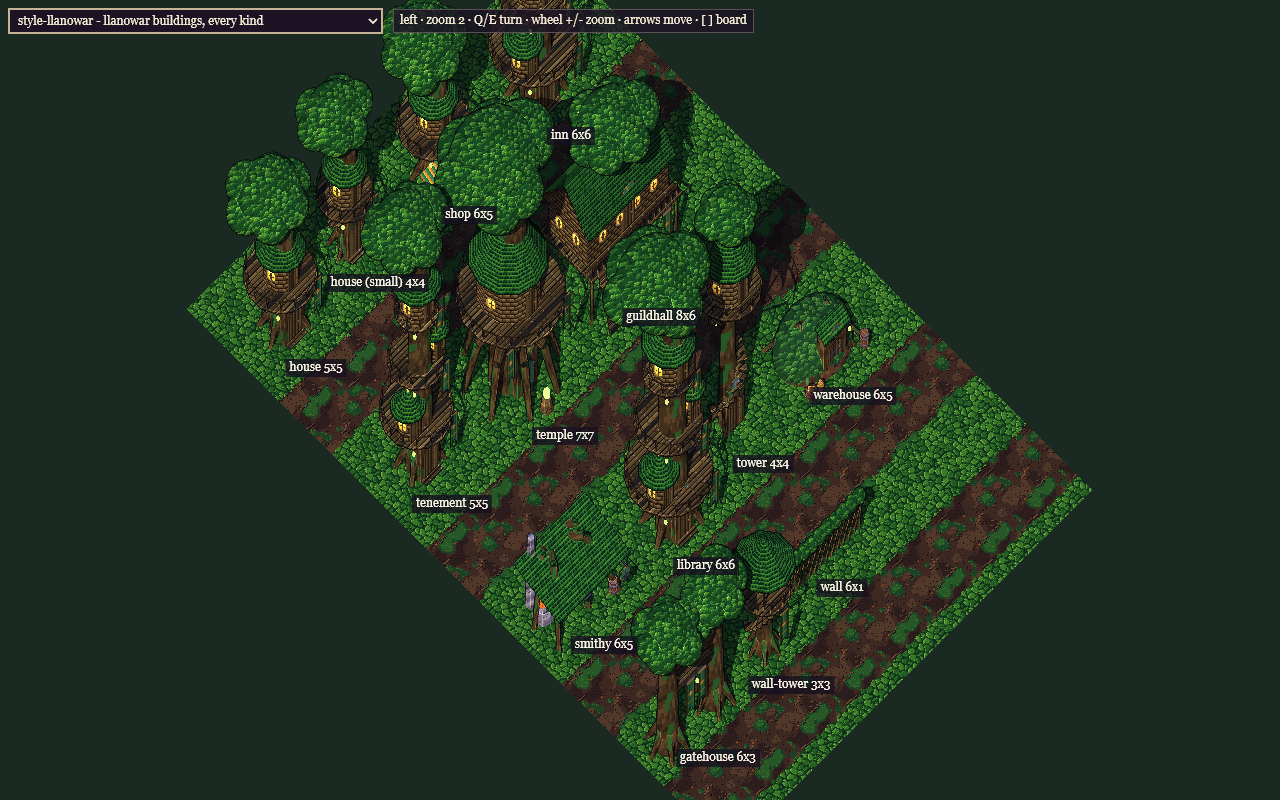 style-llanowar - llanowar buildings, every kind
left · zoom 2 · Q/E turn · wheel +/- zoom · arrows move · [ ] board
inn 6x6
shop 6x5
house (small) 4x4
guildhall 8x6
house 5x5
warehouse 6x5
temple 7x7
tower 4x4
tenement 5x5
library 6x6
wall 6x1
smithy 6x5
wall-tower 3x3
gatehouse 6x3